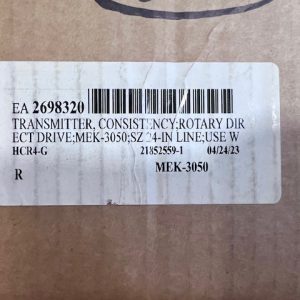 EA 2698320
TRANSMITTER, CONSISTENCY;ROTARY DIR
ECT DRIVE;MEK-3050;SZ 24-IN LINE;USE W
HCR4-G 21852559-1 04/24/23
R MEK-3050